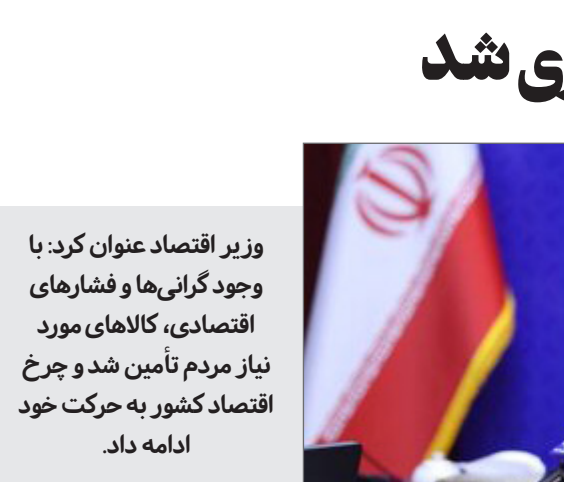 شد
وزیر اقتصاد عنوان کرد: با
وجود گرانی‌ها و فشارهای
اقتصادی، کالاهای مورد
نیاز مردم تأمین شد و چرخ
اقتصاد کشور به حرکت خود
ادامه داد.